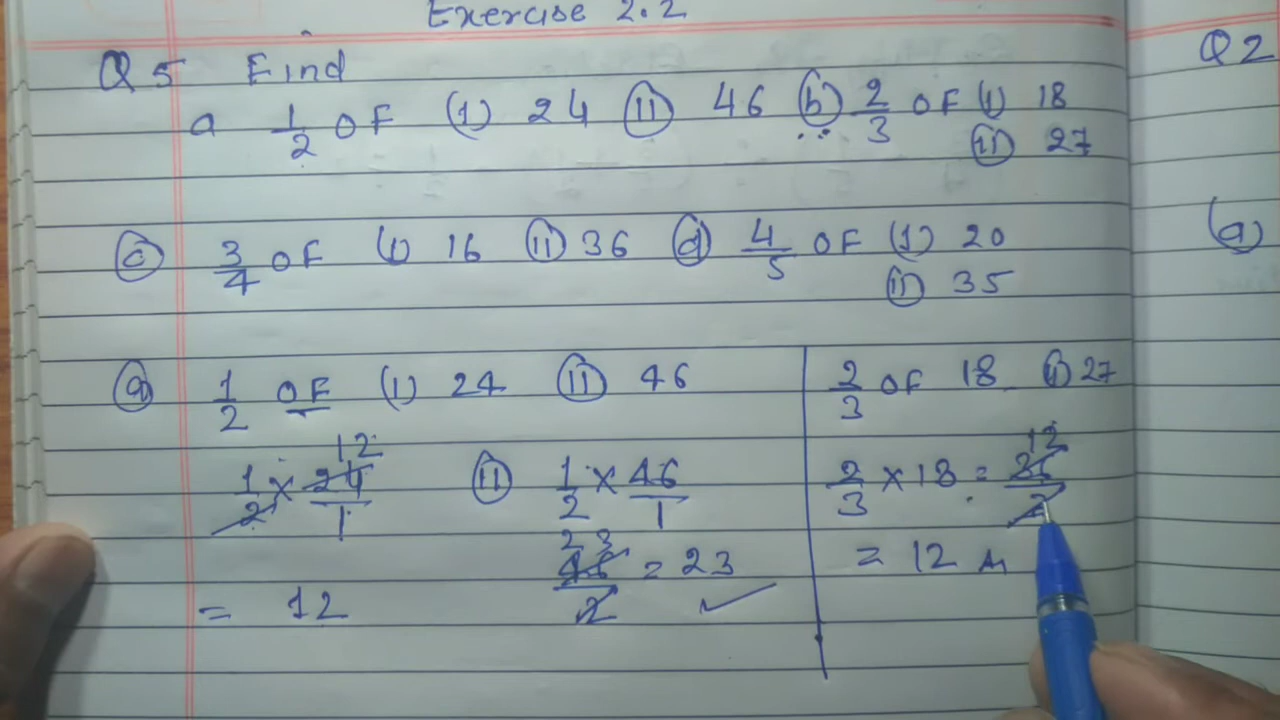 Exercise 2.2
Q5 Find
a 1/2 OF (I) 24 (II) 46 (b) 2/3 OF (I) 18
(II) 27
(c) 3/4 OF (I) 16 (II) 36 (d) 4/5 OF (I) 20
(II) 35
(a) 1/2 OF (I) 24 (II) 46
1/2 × 24/1 12
= 12
(II) 1/2 × 46/1
23
46/2 = 23 ✓
2/3 OF 18 (II) 27
12
2/3 × 18 =
= 12
Q2
(a)